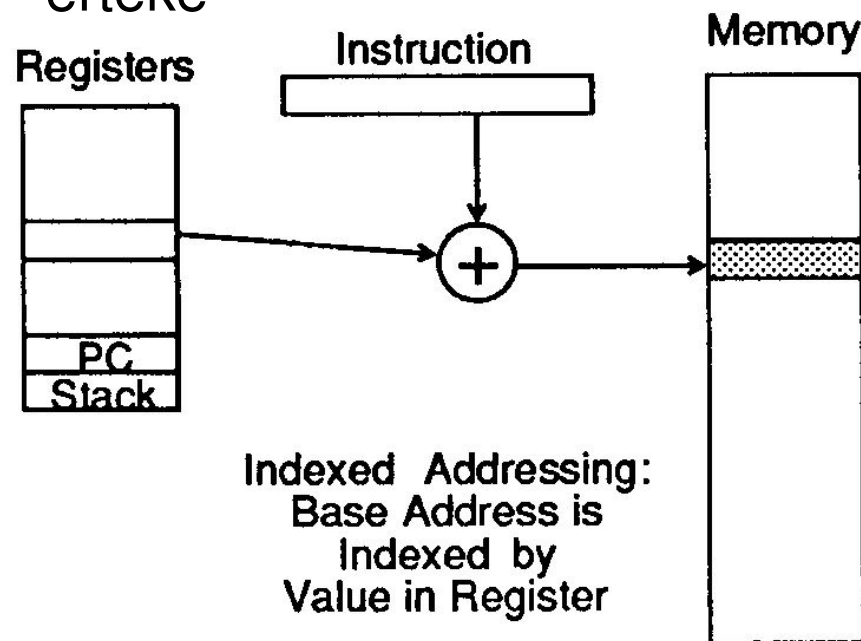 Registers
Instruction
Memory
+
PC
Stack
Indexed Addressing:
Base Address is
Indexed by
Value in Register